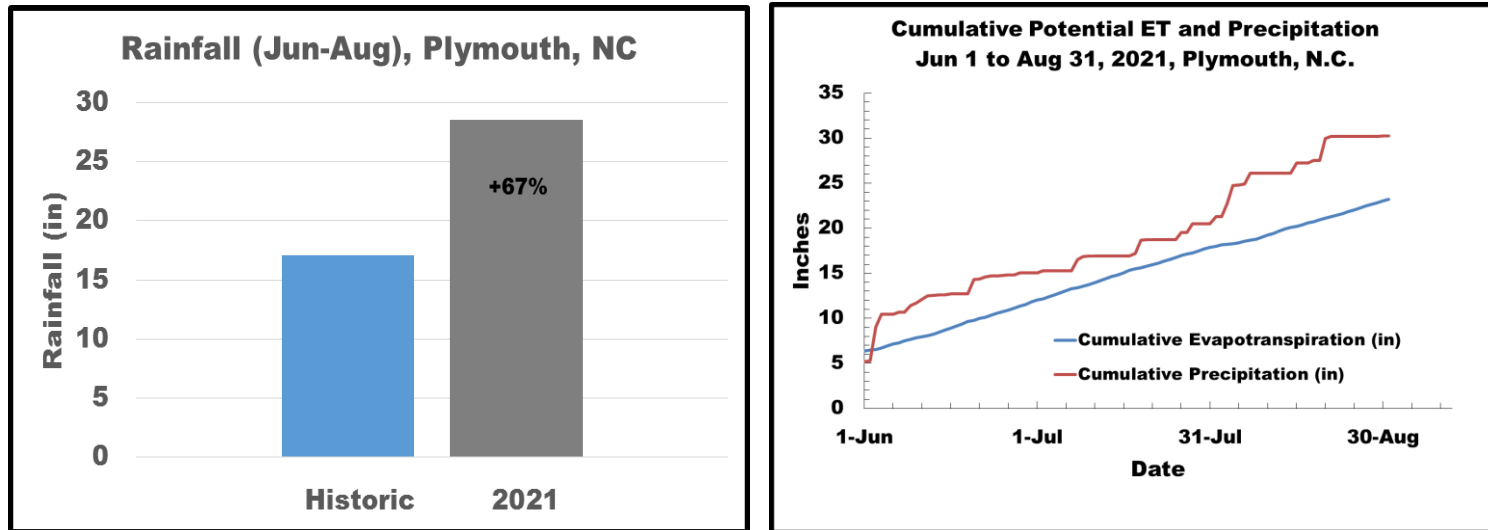 Rainfall (Jun-Aug), Plymouth, NC
30
25
20
15
10
5
0
Rainfall (in)
+67%
Historic
2021
Cumulative Potential ET and Precipitation
Jun 1 to Aug 31, 2021, Plymouth, N.C.
35
30
25
20
15
10
5
0
Inches
Cumulative Evapotranspiration (in)
Cumulative Precipitation (in)
1-Jun
1-Jul
31-Jul
30-Aug
Date